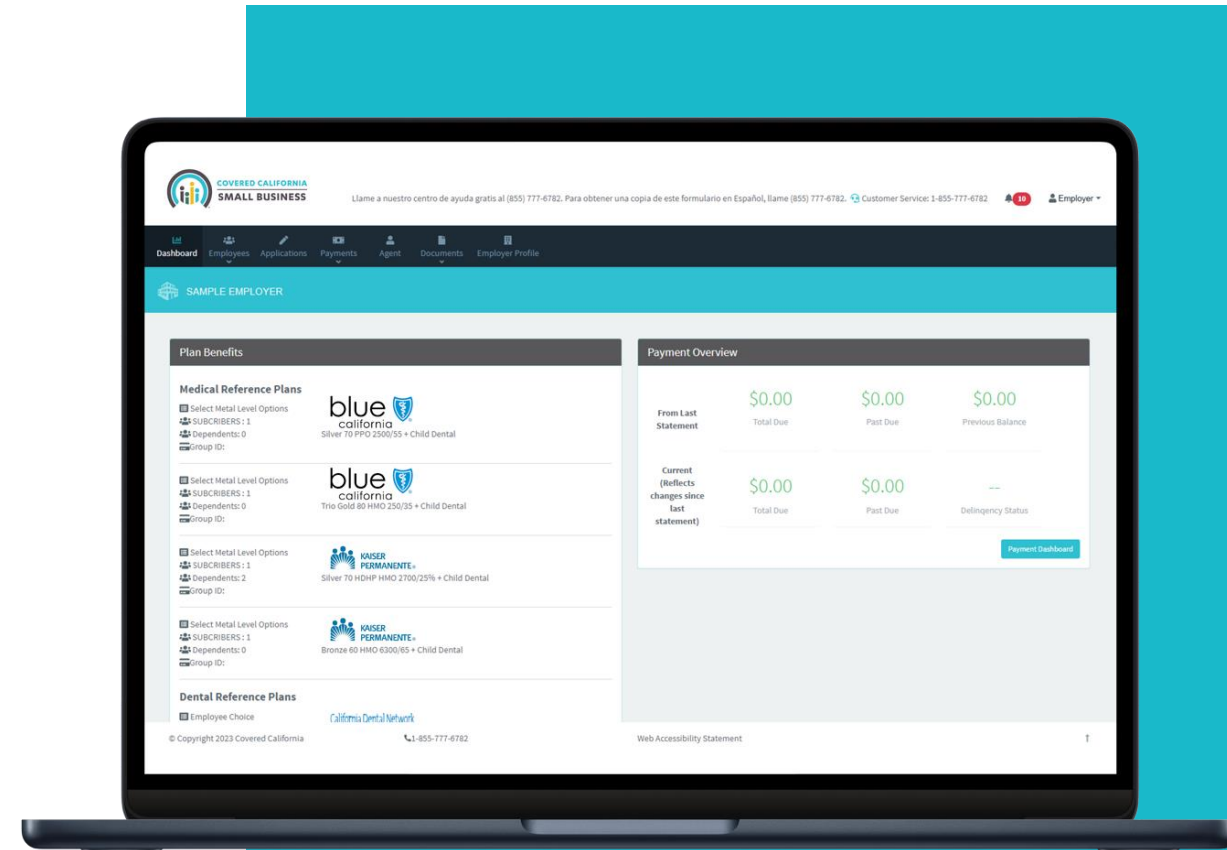 COVERED CALIFORNIA
SMALL BUSINESS
Llame a nuestro centro de ayuda gratis al (855) 777-6782. Para obtener una copia de este formulario en Español, llame (855) 777-6782. Customer Service: 1-855-777-6782
10
Employer
Dashboard Employees Applications Payments Agent Documents Employer Profile
SAMPLE EMPLOYER
Plan Benefits
Medical Reference Plans
Select Metal Level Options
SUBCRIBERS : 1
Dependents: 0
Group ID:
blue
california
Silver 70 PPO 2500/55 + Child Dental
Select Metal Level Options
SUBCRIBERS : 1
Dependents: 0
Group ID:
blue
california
Trio Gold 80 HMO 250/35 + Child Dental
Select Metal Level Options
SUBCRIBERS : 1
Dependents: 2
Group ID:
KAISER
PERMANENTE®
Silver 70 HDHP HMO 2700/25% + Child Dental
Select Metal Level Options
SUBCRIBERS : 1
Dependents: 0
Group ID:
KAISER
PERMANENTE®
Bronze 60 HMO 6300/65 + Child Dental
Dental Reference Plans
Employee Choice
California Dental Network
Payment Overview
From Last
Statement
$0.00
Total Due
$0.00
Past Due
$0.00
Previous Balance
Current
(Reflects
changes since
last
statement)
$0.00
Total Due
$0.00
Past Due
--
Delinqency Status
Payment Dashboard
© Copyright 2023 Covered California
1-855-777-6782
Web Accessibility Statement
↑